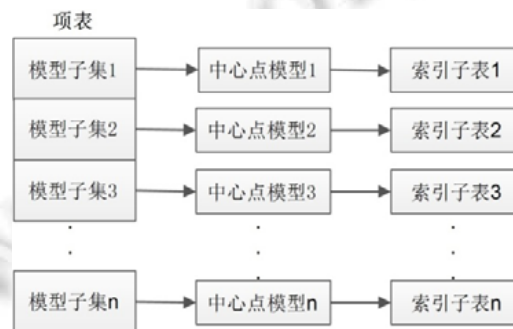 项表
模型子集1 中心点模型1 索引子表1
模型子集2 中心点模型2 索引子表2
模型子集3 中心点模型3 索引子表3
模型子集n 中心点模型n 索引子表n